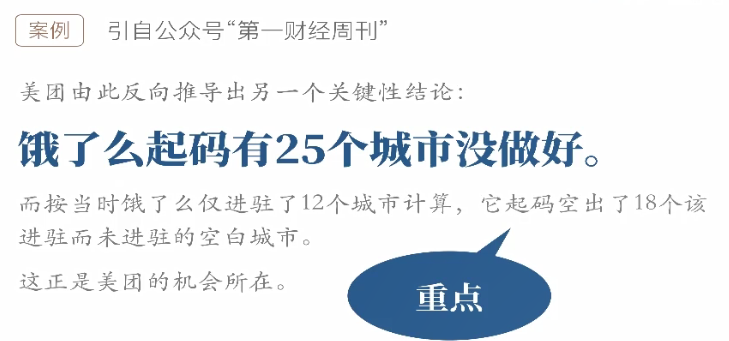 案例 引自公众号“第一财经周刊”
美团由此反向推导出另一个关键性结论：
饿了么起码有25个城市没做好。
而按当时饿了么仅进驻了12个城市计算，它起码空出了18个该
进驻而未进驻的空白城市。
这正是美团的机会所在。
重点